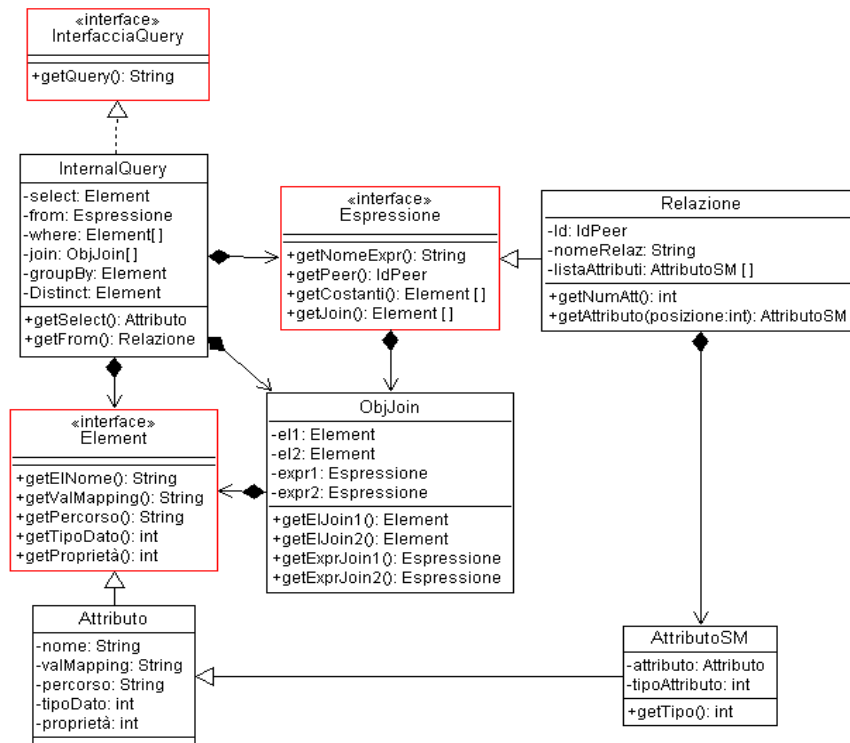 «interface»
InterfacciaQuery
+getQuery(): String
InternalQuery
-select: Element
-from: Espressione
-where: Element[]
-join: ObjJoin[]
-groupBy: Element
-Distinct: Element
+getSelect(): Attributo
+getFrom(): Relazione
«interface»
Espressione
+getNomeExpr(): String
+getPeer(): IdPeer
+getCostanti(): Element [ ]
+getJoin(): Element [ ]
Relazione
-Id: IdPeer
-nomeRelaz: String
-listaAttributi: AttributoSM [ ]
+getNumAtt(): int
+getAttributo(posizione:int): AttributoSM
«interface»
Element
+getElNome(): String
+getValMapping(): String
+getPercorso(): String
+getTipoDato(): int
+getProprietà(): int
ObjJoin
-el1: Element
-el2: Element
-expr1: Espressione
-expr2: Espressione
+getElJoin1(): Element
+getElJoin2(): Element
+getExprJoin1(): Espressione
+getExprJoin2(): Espressione
Attributo
-nome: String
-valMapping: String
-percorso: String
-tipoDato: int
-proprietà: int
AttributoSM
-attributo: Attributo
-tipoAttributo: int
+getTipo(): int